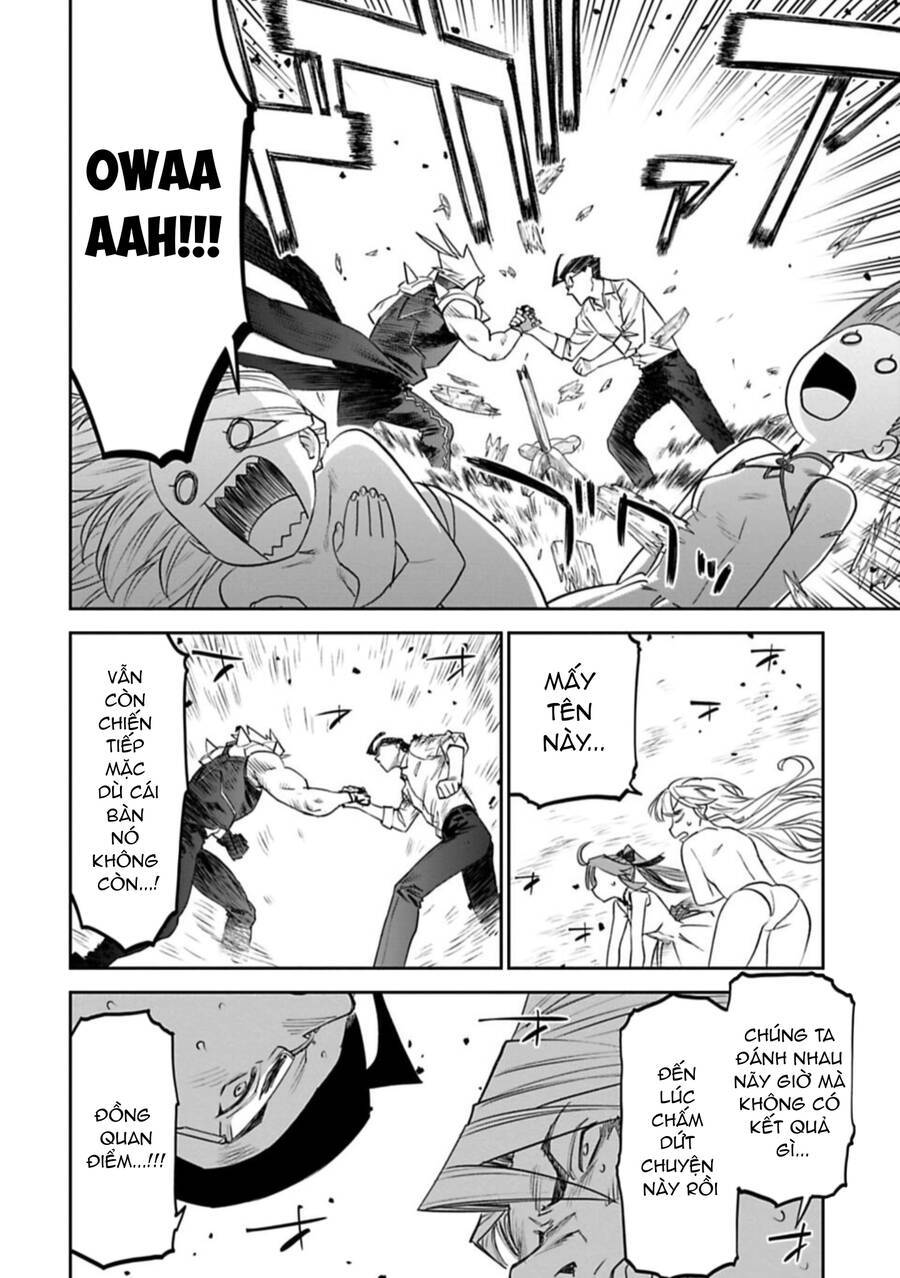 OWAA
AAH!!!
MẤY
TÊN
NÀY...
VẪN
CÒN
CHIẾN
TIẾP
MẶC
DÙ CÁI
BÀN
NÓ
KHÔNG
CÒN...!
CHÚNG TA
ĐÁNH NHAU
NÃY GIỜ MÀ
KHÔNG CÓ
KẾT QUẢ
GÌ...
ĐẾN
LÚC
CHẤM
DỨT
CHUYỆN
NÀY RỒI
ĐỒNG
QUAN
ĐIỂM...!!!